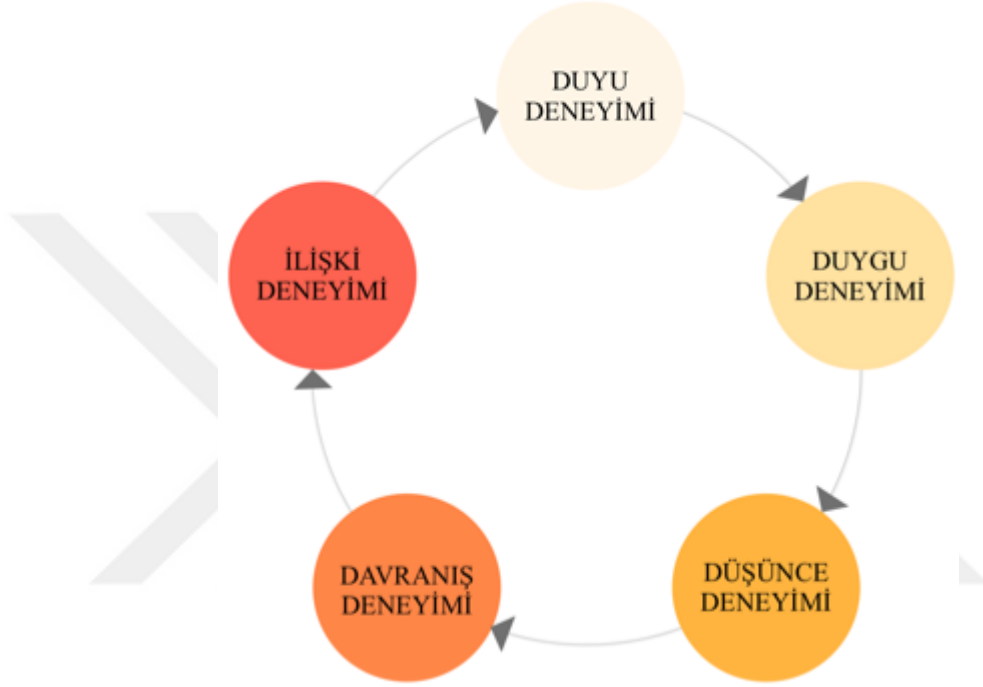 DUYU
DENEYİMİ
DUYGU
DENEYİMİ
DÜŞÜNCE
DENEYİMİ
DAVRANIŞ
DENEYİMİ
İLİŞKİ
DENEYİMİ